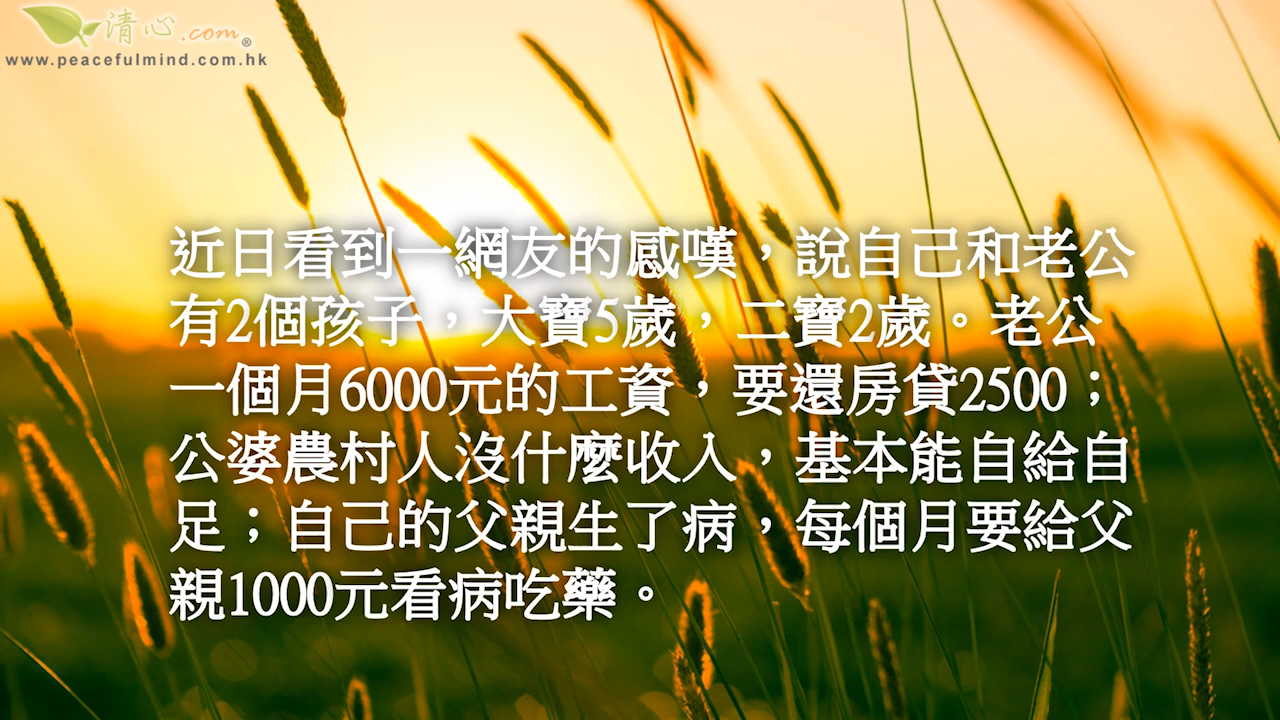 清心.com®
www.peacefulmind.com.hk
近日看到一網友的感嘆，說自己和老公
有2個孩子，大寶5歲，二寶2歲。老公
一個月6000元的工資，要還房貸2500；
公婆農村人沒什麼收入，基本能自給自
足；自己的父親生了病，每個月要給父
親1000元看病吃藥。